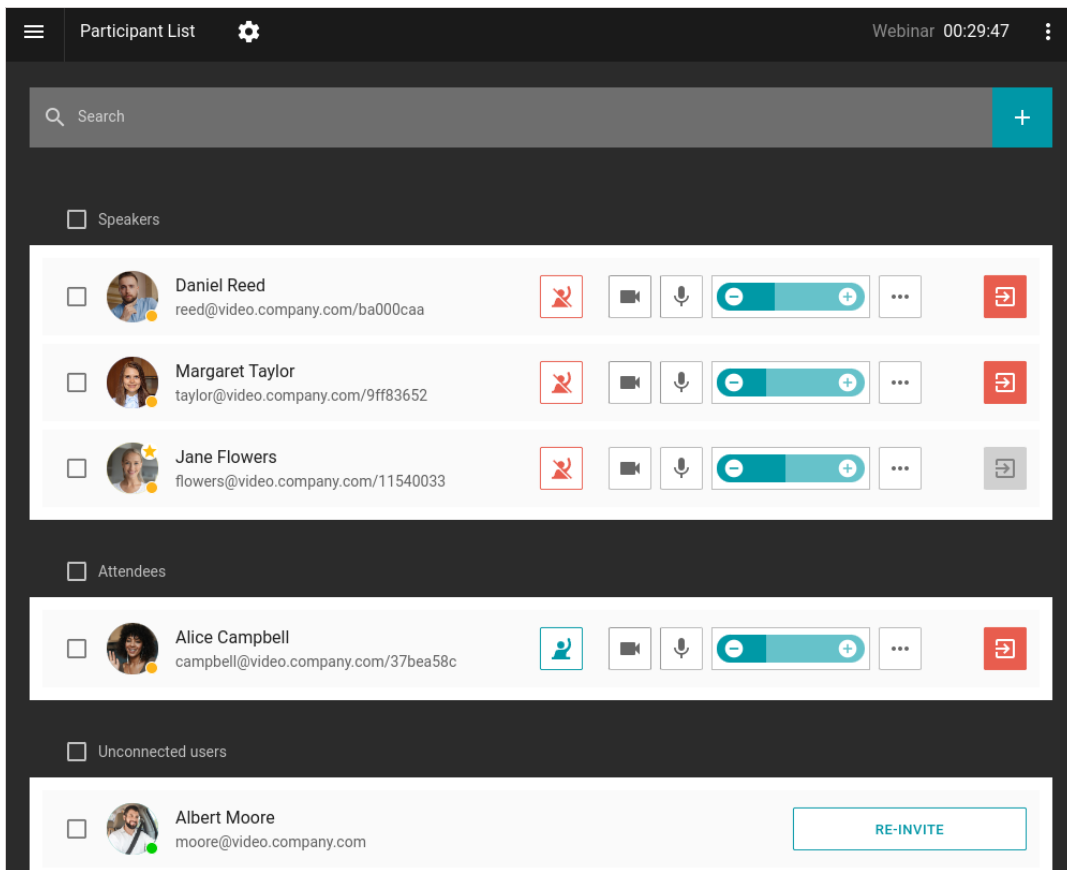 Participant List
Webinar 00:29:47
Search
Speakers
Daniel Reed
reed@video.company.com/ba000caa
Margaret Taylor
taylor@video.company.com/9ff83652
Jane Flowers
flowers@video.company.com/11540033
Attendees
Alice Campbell
campbell@video.company.com/37bea58c
Unconnected users
Albert Moore
moore@video.company.com
RE-INVITE